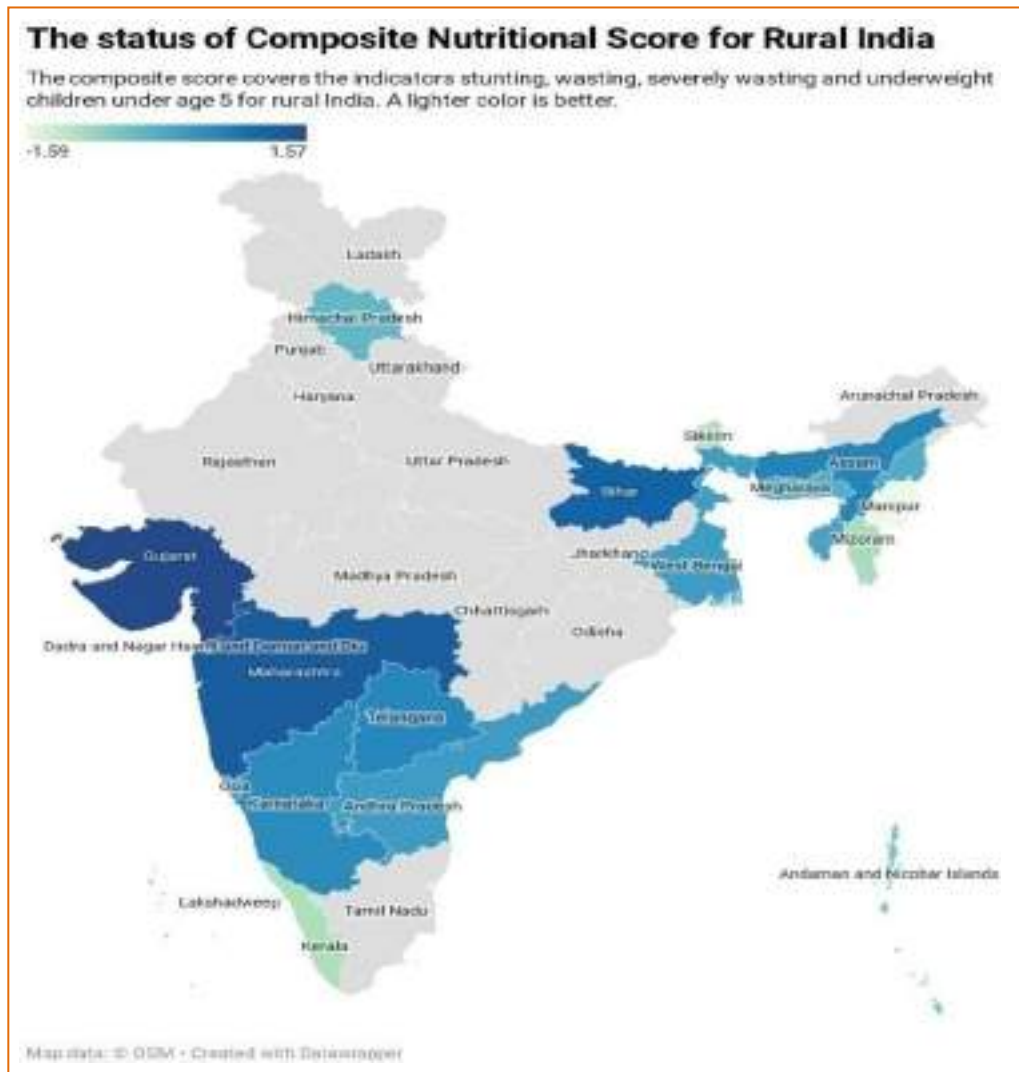 The status of Composite Nutritional Score for Rural India
The composite score covers the indicators stunting, wasting, severely wasting and underweight
children under age 5 for rural India. A lighter color is better.
-1.59 1.57
Ladakh
Himachal Pradesh
Punjab
Uttarakhand
Haryana
Arunachal Pradesh
Sikkim
Rajasthan
Uttar Pradesh
Assam
Bihar
Meghalaya
Manipur
Mizoram
Gujarat
Jharkhand
West Bengal
Madhya Pradesh
Chhattisgarh
Odisha
Dadra and Nagar Haveli and Daman and Diu
Maharashtra
Telangana
Goa
Karnataka
Andhra Pradesh
Andaman and Nicobar Islands
Lakshadweep
Tamil Nadu
Kerala
Map data: © OSM • Created with Datawrapper